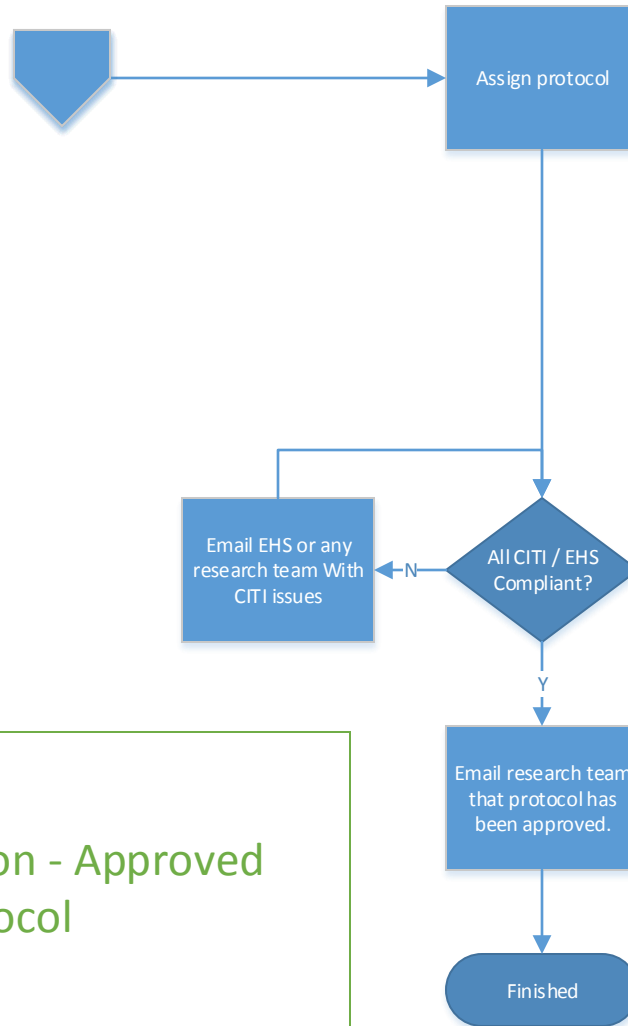 Assign protocol
Email EHS or any
research team With
CITI issues
N
All CITI / EHS
Compliant?
Y
Email research team
that protocol has
been approved.
on - Approved
ocol
Finished